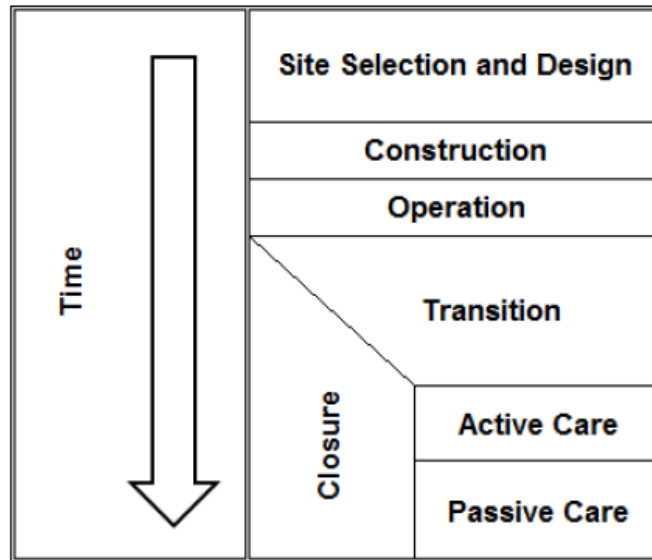 Site Selection and Design
Construction
Operation
Time
Transition
Closure
Active Care
Passive Care